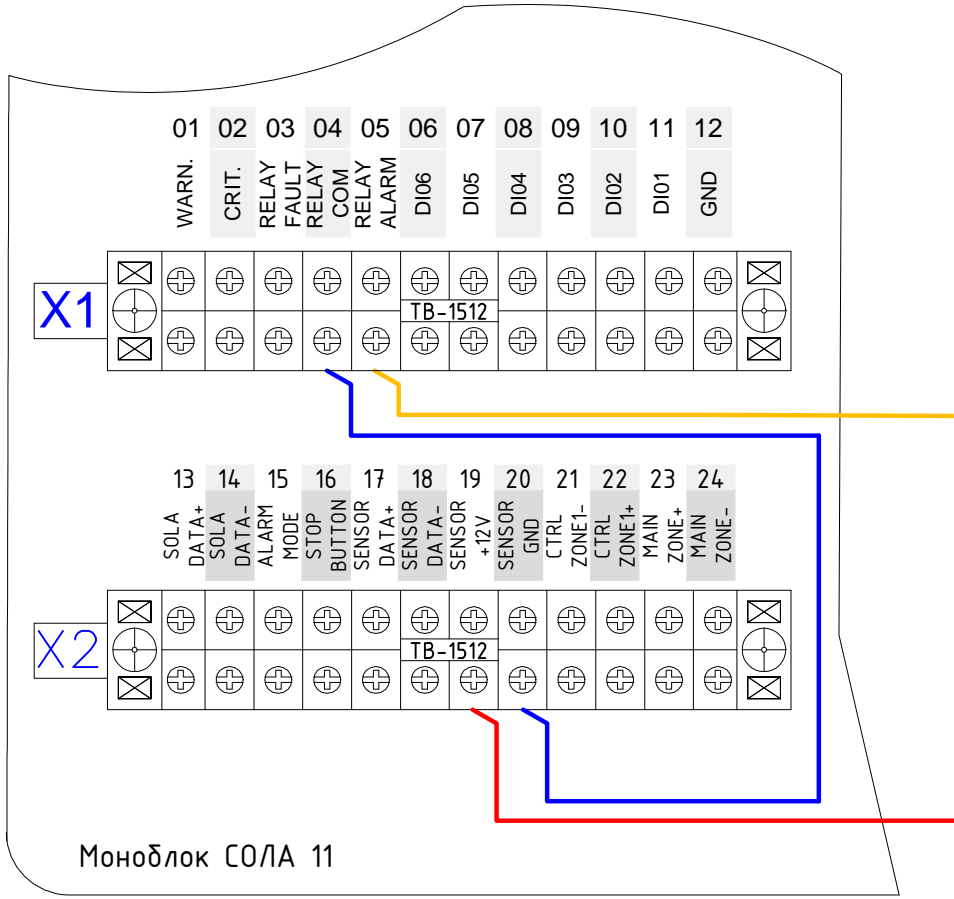 01 02 03 04 05 06 07 08 09 10 11 12
WARN.
CRIT.
RELAY
FAULT
RELAY
COM
RELAY
ALARM
DI06
DI05
DI04
DI03
DI02
DI01
GND
X1
TB-1512
13 14 15 16 17 18 19 20 21 22 23 24
SOLA
DATA+
SOLA
DATA-
ALARM
MODE
STOP
BUTTON
SENSOR
DATA+
SENSOR
DATA-
SENSOR
+12V
SENSOR
GND
CTRL
ZONE1-
CTRL
ZONE1+
MAIN
ZONE+
MAIN
ZONE-
X2
TB-1512
Моноблок СОЛА 11